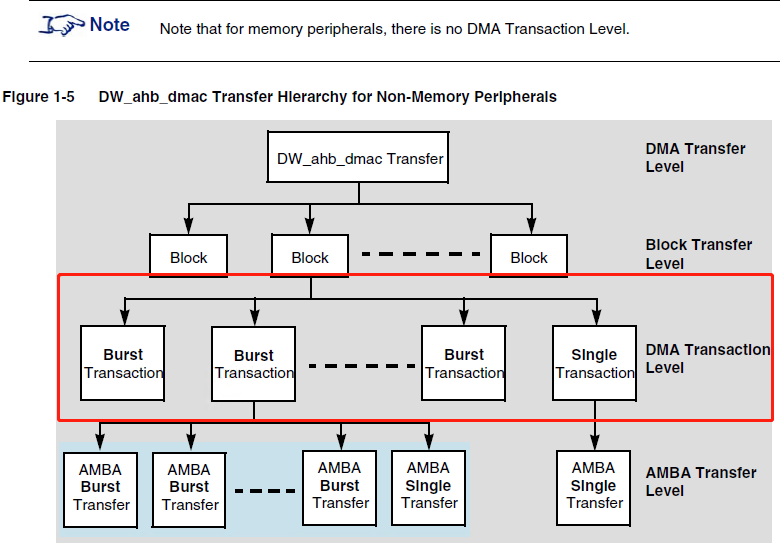 Note
Note that for memory peripherals, there is no DMA Transaction Level.
Figure 1-5 DW_ahb_dmac Transfer Hierarchy for Non-Memory Peripherals
DW_ahb_dmac Transfer
DMA Transfer
Level
Block
Block
Block
Block Transfer
Level
Burst
Transaction
Burst
Transaction
Burst
Transaction
Single
Transaction
DMA Transaction
Level
AMBA
Burst
Transfer
AMBA
Burst
Transfer
AMBA
Burst
Transfer
AMBA
Single
Transfer
AMBA
Single
Transfer
AMBA Transfer
Level